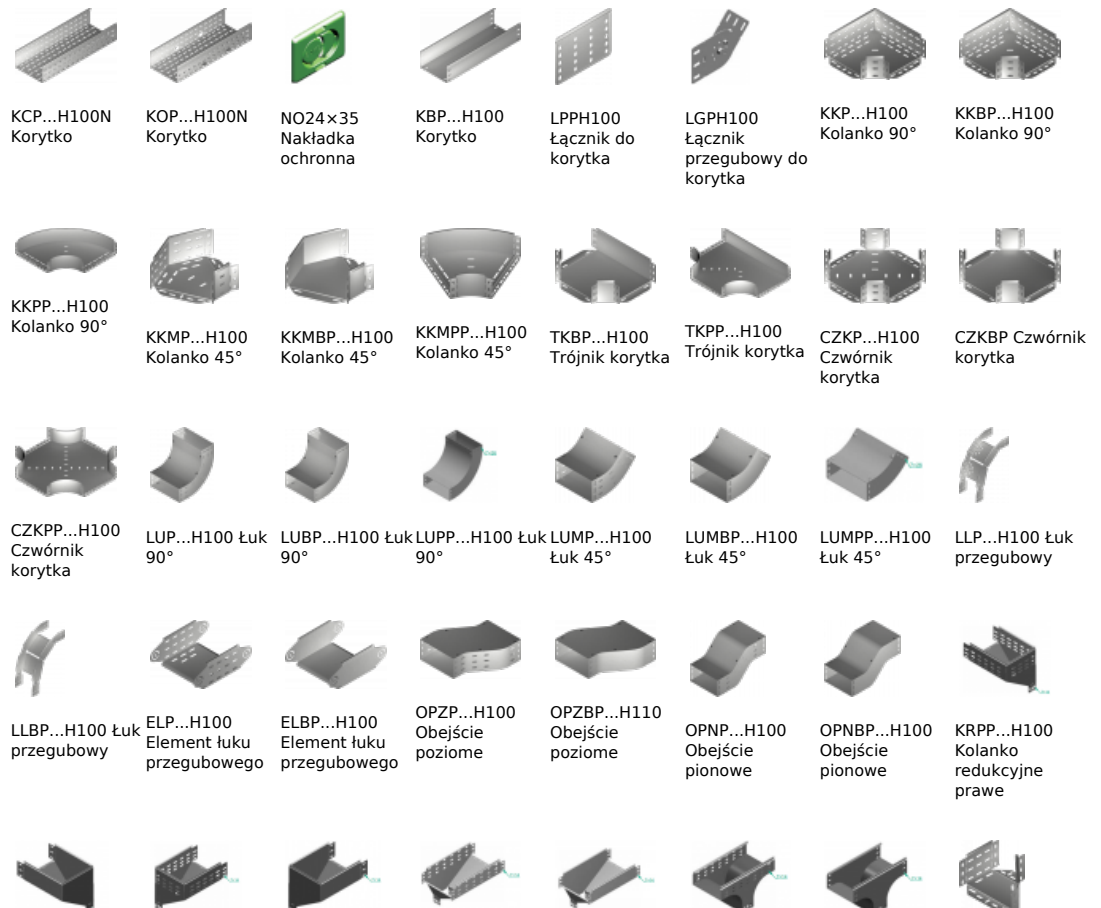 KCP...H100N
Korytko
KOP...H100N
Korytko
NO24×35
Nakładka
ochronna
KBP...H100
Korytko
LPPH100
Łącznik do
korytka
LGPH100
Łącznik
przegubowy do
korytka
KKP...H100
Kolanko 90°
KKBP...H100
Kolanko 90°
KKPP...H100
Kolanko 90°
KKMP...H100
Kolanko 45°
KKMBP...H100
Kolanko 45°
KKMPP...H100
Kolanko 45°
TKBP...H100
Trójnik korytka
TKPP...H100
Trójnik korytka
CZKP...H100
Czwórnik
korytka
CZKBP Czwórnik
korytka
CZKPP...H100
Czwórnik
korytka
LUP...H100 Łuk
90°
LUBP...H100 Łuk
90°
LUPP...H100 Łuk
90°
LUMP...H100
Łuk 45°
LUMBP...H100
Łuk 45°
LUMPP...H100
Łuk 45°
LLP...H100 Łuk
przegubowy
LLBP...H100 Łuk
przegubowy
ELP...H100
Element łuku
przegubowego
ELBP...H100
Element łuku
przegubowego
OPZP...H100
Obejście
poziome
OPZBP...H110
Obejście
poziome
OPNP...H100
Obejście
pionowe
OPNBP...H100
Obejście
pionowe
KRPP...H100
Kolanko
redukcyjne
prawe